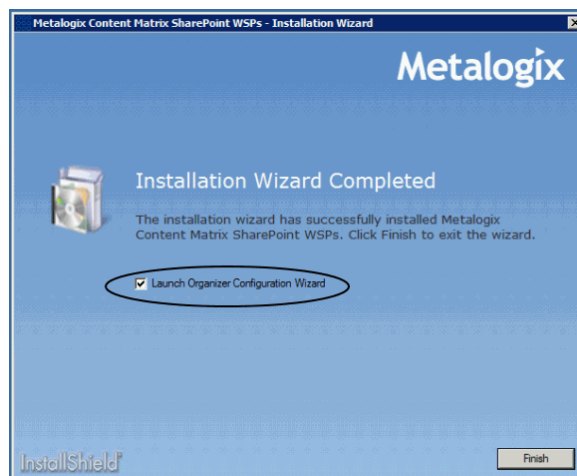 Metalogix Content Matrix SharePoint WSPs - Installation Wizard
Metalogix
Installation Wizard Completed
The installation wizard has successfully installed Metalogix
Content Matrix SharePoint WSPs. Click Finish to exit the wizard.
Launch Organizer Configuration Wizard
InstallShield
Finish